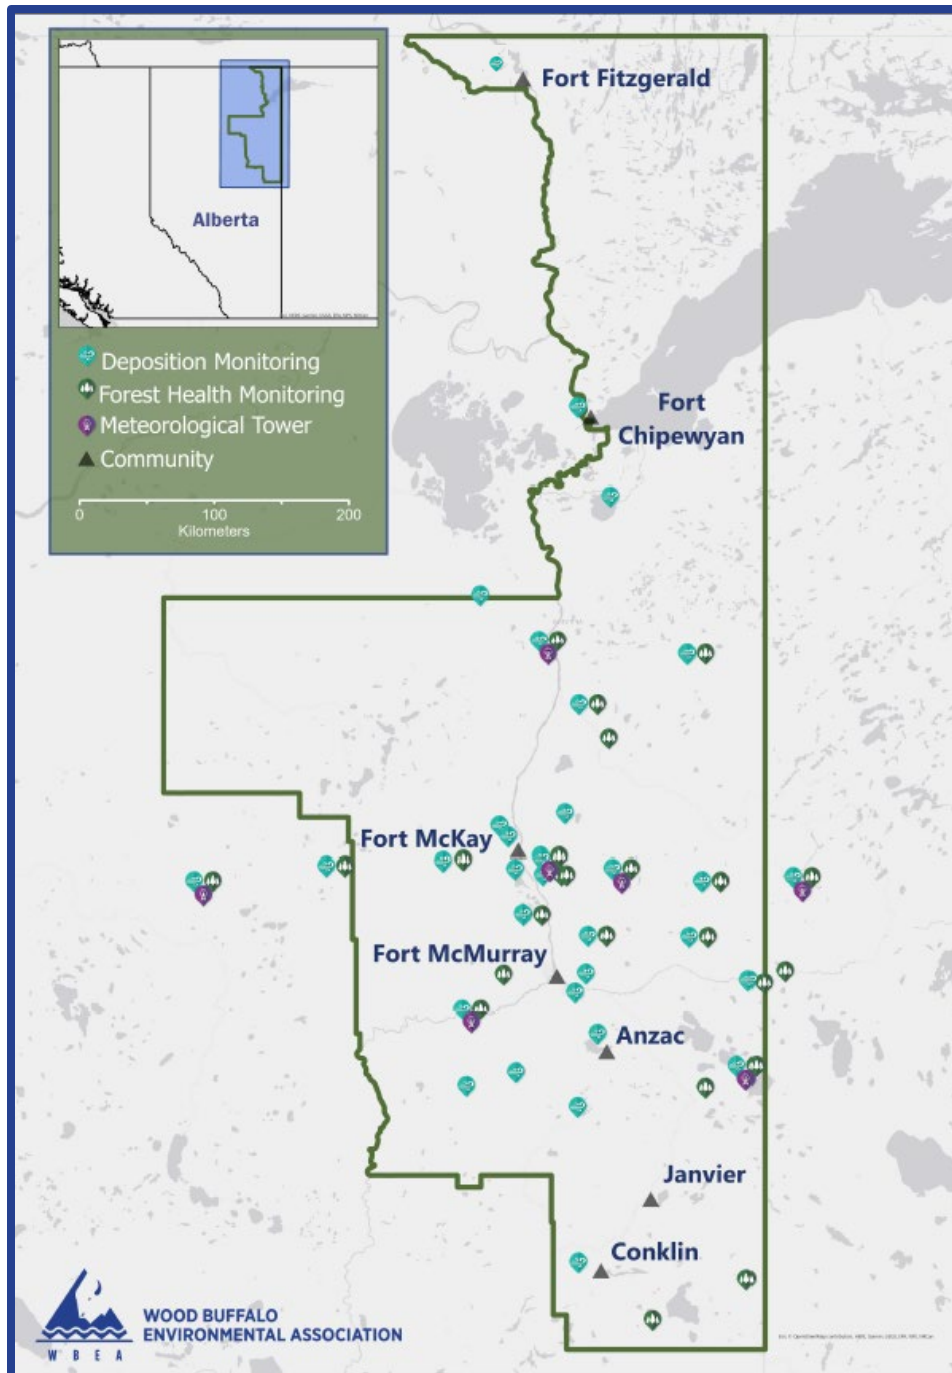 Alberta
Deposition Monitoring
Forest Health Monitoring
Meteorological Tower
Community
0 100 200
Kilometers
Fort Fitzgerald
Fort
Chipewyan
Fort McKay
Fort McMurray
Anzac
Janvier
Conklin
WOOD BUFFALO
ENVIRONMENTAL ASSOCIATION
WBEA